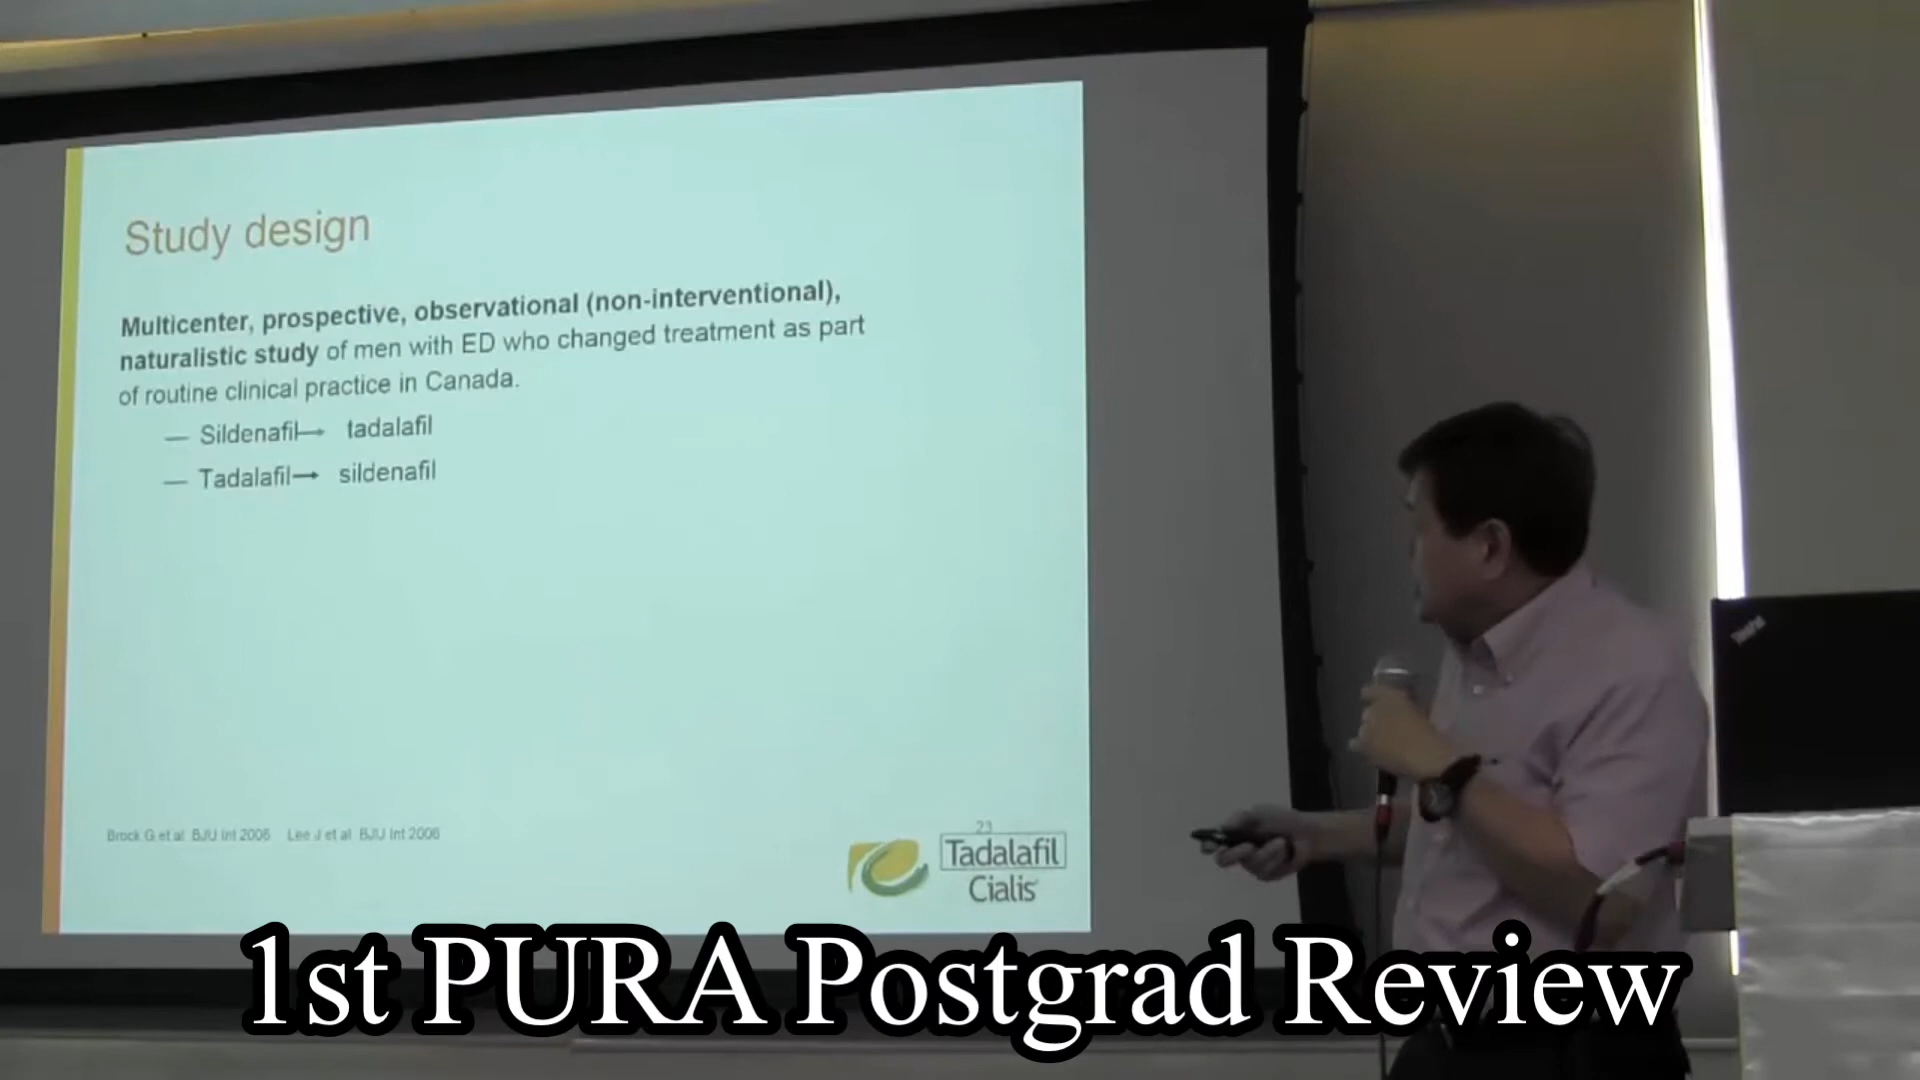 Study design
Multicenter, prospective, observational (non-interventional),
naturalistic study of men with ED who changed treatment as part
of routine clinical practice in Canada.
— Sildenafil→ tadalafil
— Tadalafil→ sildenafil
Brock G et al BJU Int 2006 Lee J et al BJU Int 2006
23
Tadalafil
Cialis
ThinkPad
1st PURA Postgrad Review